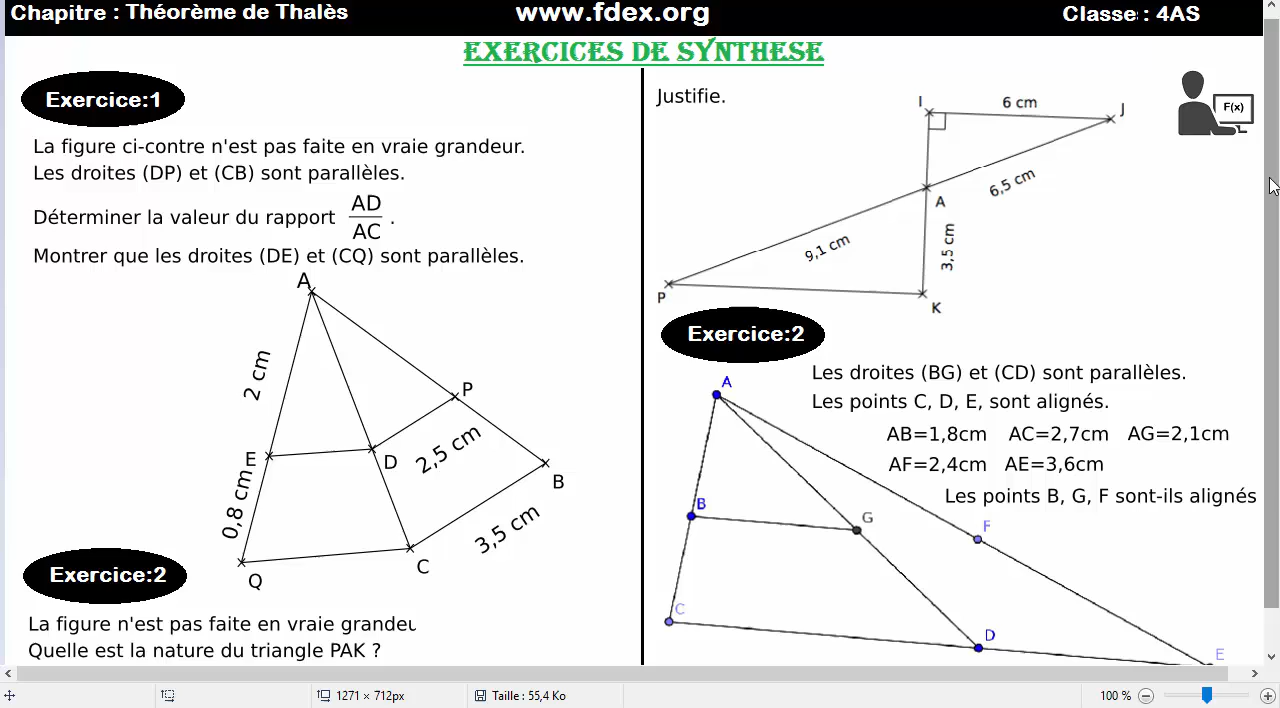 Chapitre : Théorème de Thalès
www.fdex.org
Classe : 4AS
EXERCICES DE SYNTHESE
Exercice:1
La figure ci-contre n'est pas faite en vraie grandeur.
Les droites (DP) et (CB) sont parallèles.
Déterminer la valeur du rapport AD/AC .
Montrer que les droites (DE) et (CQ) sont parallèles.
A
2 cm
P
E
D
2,5 cm
B
0,8 cm
3,5 cm
C
Q
Exercice:2
La figure n'est pas faite en vraie grandeu
Quelle est la nature du triangle PAK ?
Justifie.
I
6 cm
J
F(x)
6,5 cm
A
9,1 cm
3,5 cm
P
K
Exercice:2
Les droites (BG) et (CD) sont parallèles.
Les points C, D, E, sont alignés.
AB=1,8cm AC=2,7cm AG=2,1cm
AF=2,4cm AE=3,6cm
Les points B, G, F sont-ils alignés
A
B
G
F
C
D
E
1271 × 712px
Taille : 55,4 Ko
100 %